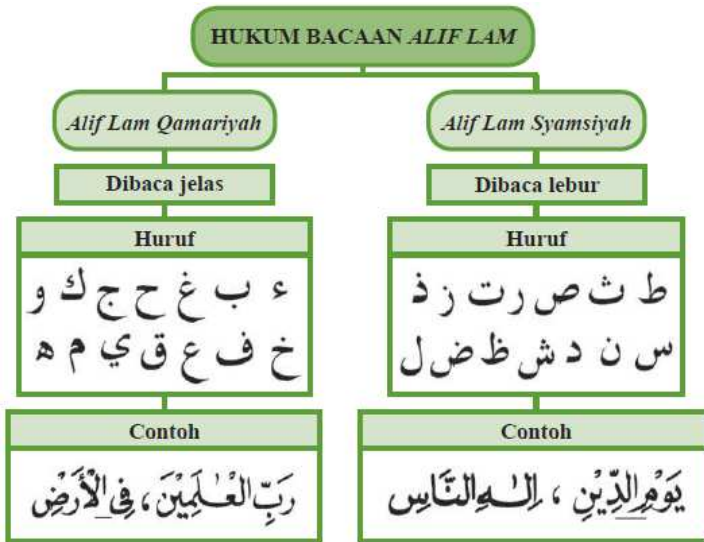 HUKUM BACAAN ALIF LAM
Alif Lam Qamariyah
Dibaca jelas
Huruf
ء ب غ ح ج ك و
خ ف ع ق ي م ه
Contoh
رَبِّ الْعٰلَمِيْنَ ، فِى الْأَرْضِ
Alif Lam Syamsiyah
Dibaca lebur
Huruf
ط ث ص ر ت ز ذ
س ن د ش ظ ض ل
Contoh
يَوْمِ الدِّيْنِ ، اِلٰهِ النَّاسِ